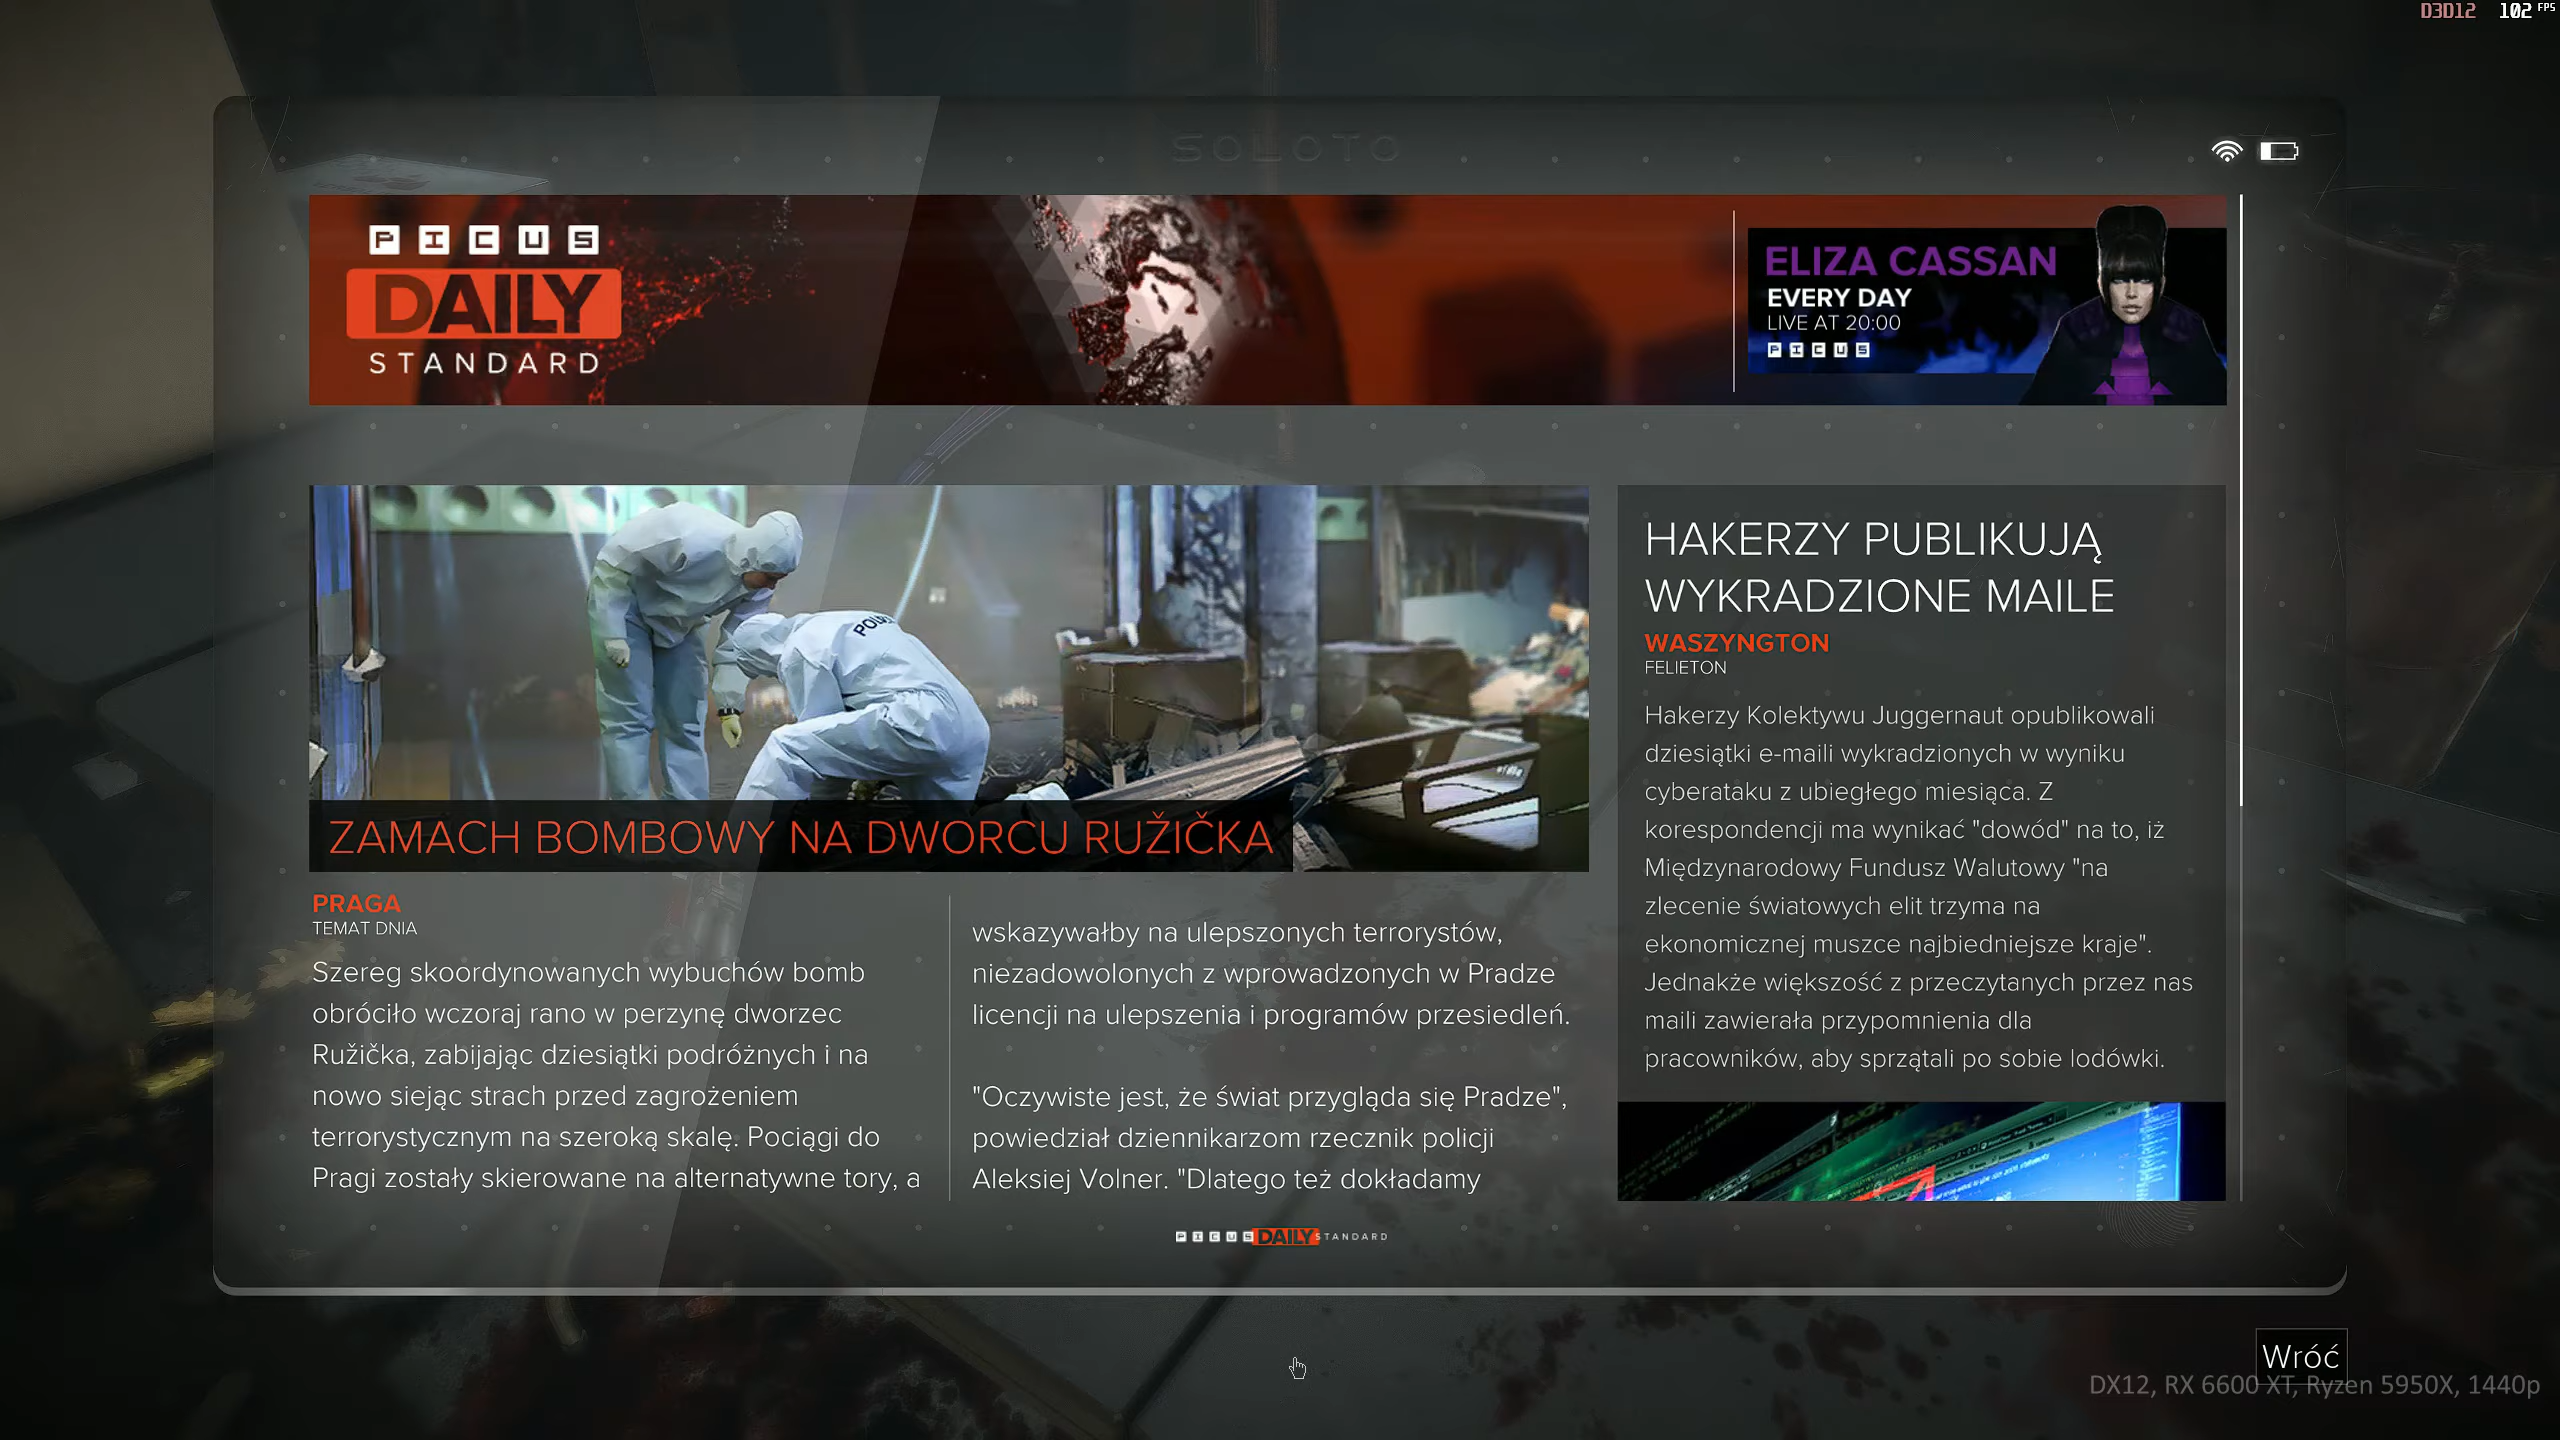 D3D12 102 FPS
SOLOTO
PICUS
DAILY
STANDARD
ELIZA CASSAN
EVERY DAY
LIVE AT 20:00
PICUS
ZAMACH BOMBOWY NA DWORCU RUŽIČKA
PRAGA
TEMAT DNIA
Szereg skoordynowanych wybuchów bomb
obróciło wczoraj rano w perzynę dworzec
Ružička, zabijając dziesiątki podróżnych i na
nowo siejąc strach przed zagrożeniem
terrorystycznym na szeroką skalę. Pociągi do
Pragi zostały skierowane na alternatywne tory, a
wskazywałby na ulepszonych terrorystów,
niezadowolonych z wprowadzonych w Pradze
licencji na ulepszenia i programów przesiedleń.
"Oczywiste jest, że świat przygląda się Pradze",
powiedział dziennikarzom rzecznik policji
Aleksiej Volner. "Dlatego też dokładamy
HAKERZY PUBLIKUJĄ
WYKRADZIONE MAILE
WASZYNGTON
FELIETON
Hakerzy Kolektywu Juggernaut opublikowali
dziesiątki e-maili wykradzionych w wyniku
cyberataku z ubiegłego miesiąca. Z
korespondencji ma wynikać "dowód" na to, iż
Międzynarodowy Fundusz Walutowy "na
zlecenie światowych elit trzyma na
ekonomicznej muszce najbiedniejsze kraje".
Jednakże większość z przeczytanych przez nas
maili zawierała przypomnienia dla
pracowników, aby sprzątali po sobie lodówki.
PICUS DAILY STANDARD
Wróć
DX12, RX 6600 XT, Ryzen 5950X, 1440p